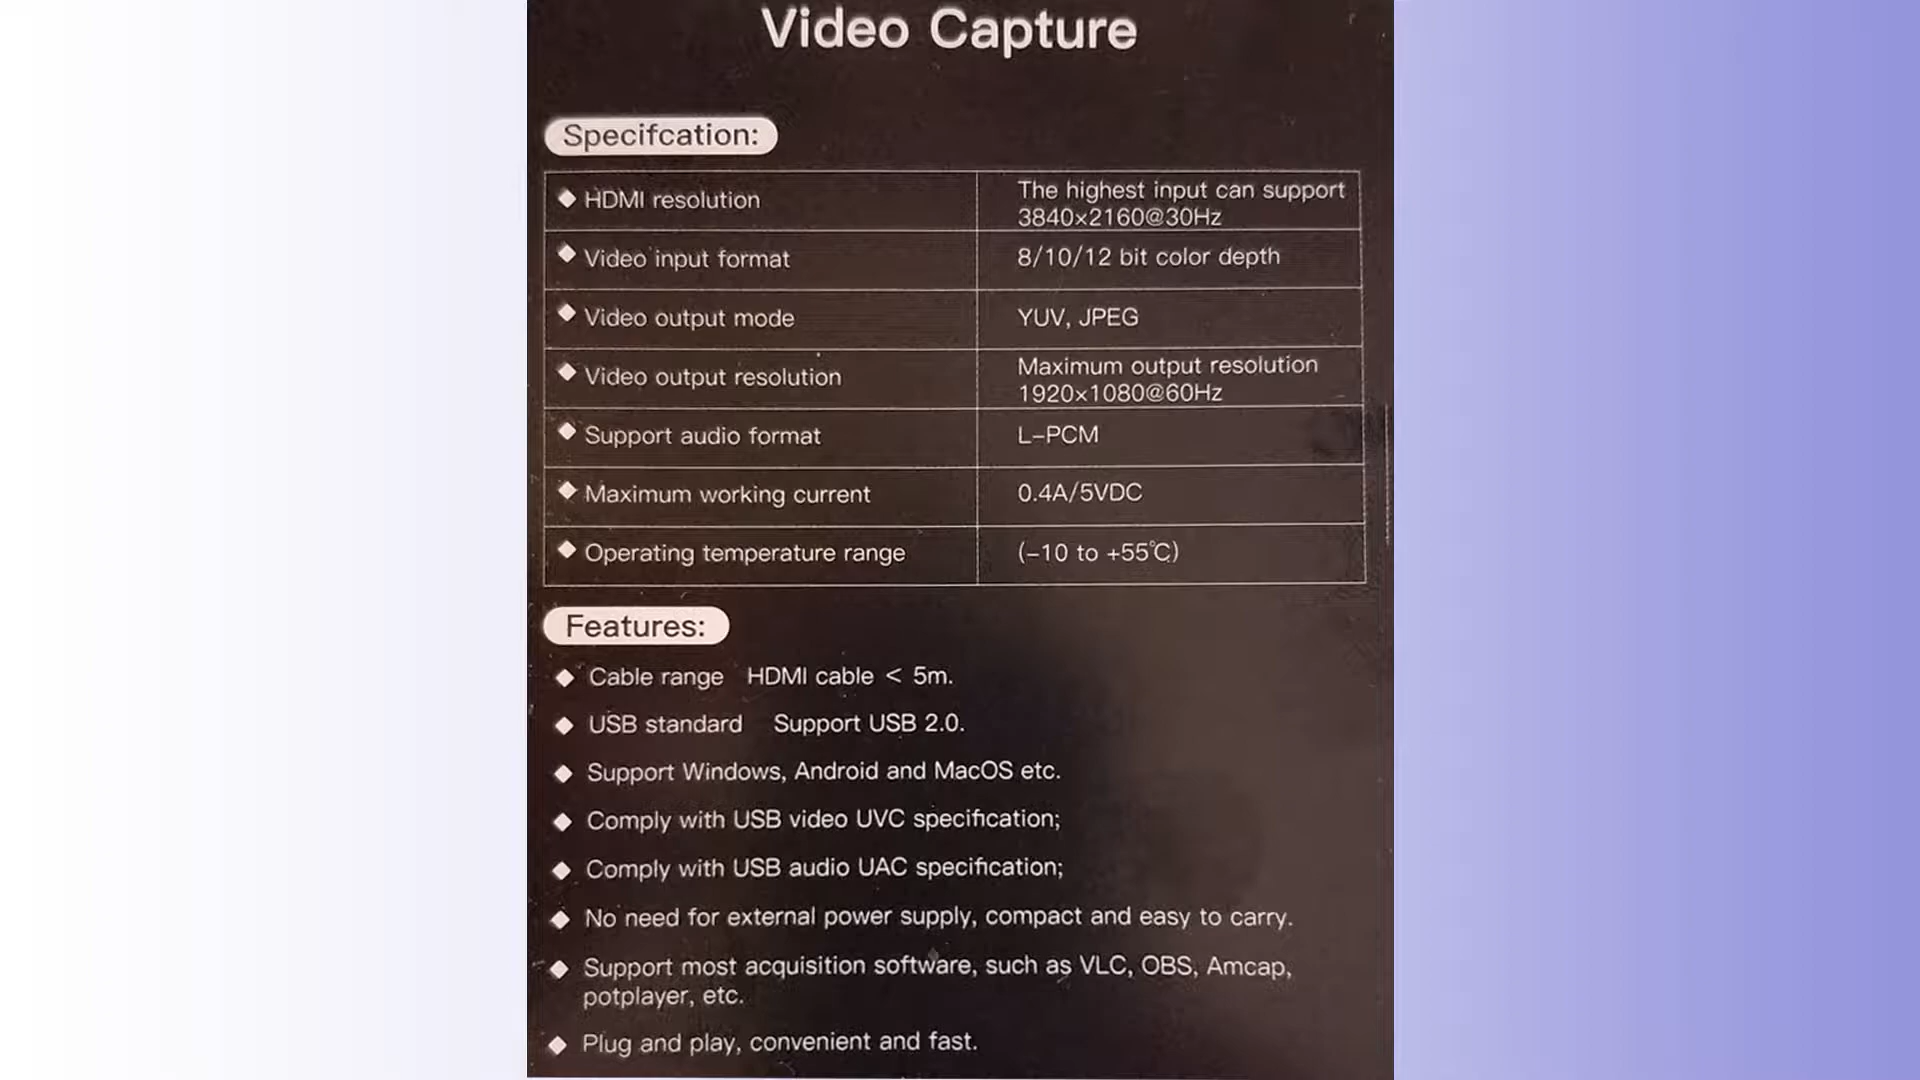 Video Capture
Specifcation:
◆ HDMI resolution
The highest input can support
3840×2160@30Hz
◆ Video input format
8/10/12 bit color depth
◆ Video output mode
YUV, JPEG
◆ Video output resolution
Maximum output resolution
1920×1080@60Hz
◆ Support audio format
L-PCM
◆ Maximum working current
0.4A/5VDC
◆ Operating temperature range
(-10 to +55℃)
Features:
◆ Cable range HDMI cable < 5m.
◆ USB standard Support USB 2.0.
◆ Support Windows, Android and MacOS etc.
◆ Comply with USB video UVC specification;
◆ Comply with USB audio UAC specification;
◆ No need for external power supply, compact and easy to carry.
◆ Support most acquisition software, such as VLC, OBS, Amcap,
potplayer, etc.
◆ Plug and play, convenient and fast.